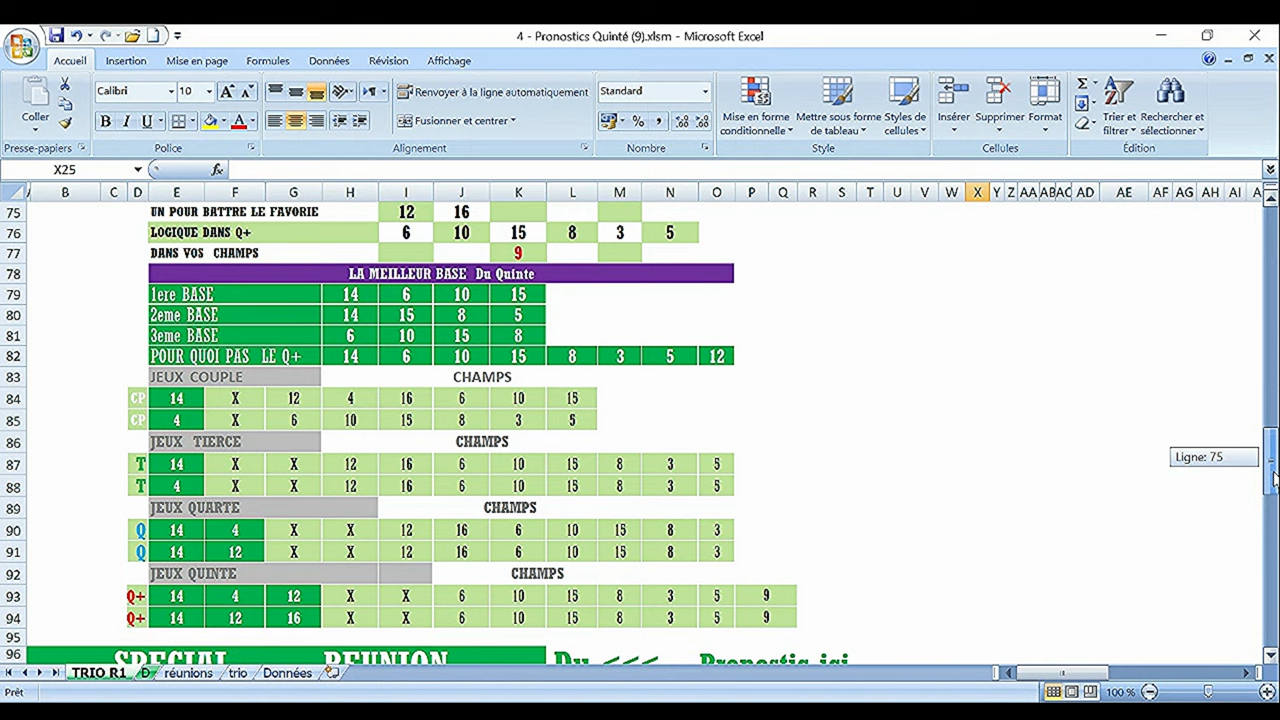 4 - Pronostics Quinté (9).xlsm - Microsoft Excel
Accueil Insertion Mise en page Formules Données Révision Affichage
Coller Calibri 10 Renvoyer à la ligne automatiquement Standard
G I S Fusionner et centrer % Mise en forme conditionnelle Mettre sous forme de tableau Styles de cellules Insérer Supprimer Format Trier et filtrer Rechercher et sélectionner
Presse-papiers Police Alignement Nombre Style Cellules Édition
X25 fx
B C D E F G H I J K L M N O P Q R S T U V W X Y Z AA AB AC AD AE AF AG AH AI
75 UN POUR BATTRE LE FAVORIE 12 16
76 LOGIQUE DANS Q+ 6 10 15 8 3 5
77 DANS VOS CHAMPS 9
78 LA MEILLEUR BASE Du Quinte
79 1ere BASE 14 6 10 15
80 2eme BASE 14 15 8 5
81 3eme BASE 6 10 15 8
82 POUR QUOI PAS LE Q+ 14 6 10 15 8 3 5 12
83 JEUX COUPLE CHAMPS
84 CP 14 X 12 4 16 6 10 15
85 CP 4 X 6 10 15 8 3 5
86 JEUX TIERCE CHAMPS
87 T 14 X X 12 16 6 10 15 8 3 5
88 T 4 X X 12 16 6 10 15 8 3 5
89 JEUX QUARTE CHAMPS
90 Q 14 4 X X 12 16 6 10 15 8 3
91 Q 14 12 X X 12 16 6 10 15 8 3
92 JEUX QUINTE CHAMPS
93 Q+ 14 4 12 X X 6 10 15 8 3 5 9
94 Q+ 14 12 16 X X 6 10 15 8 3 5 9
95
96 SPECIAL REUNION Du <<< Pronostic ici
Ligne: 75
TRIO R1 D réunions trio Données
Prêt 100 %